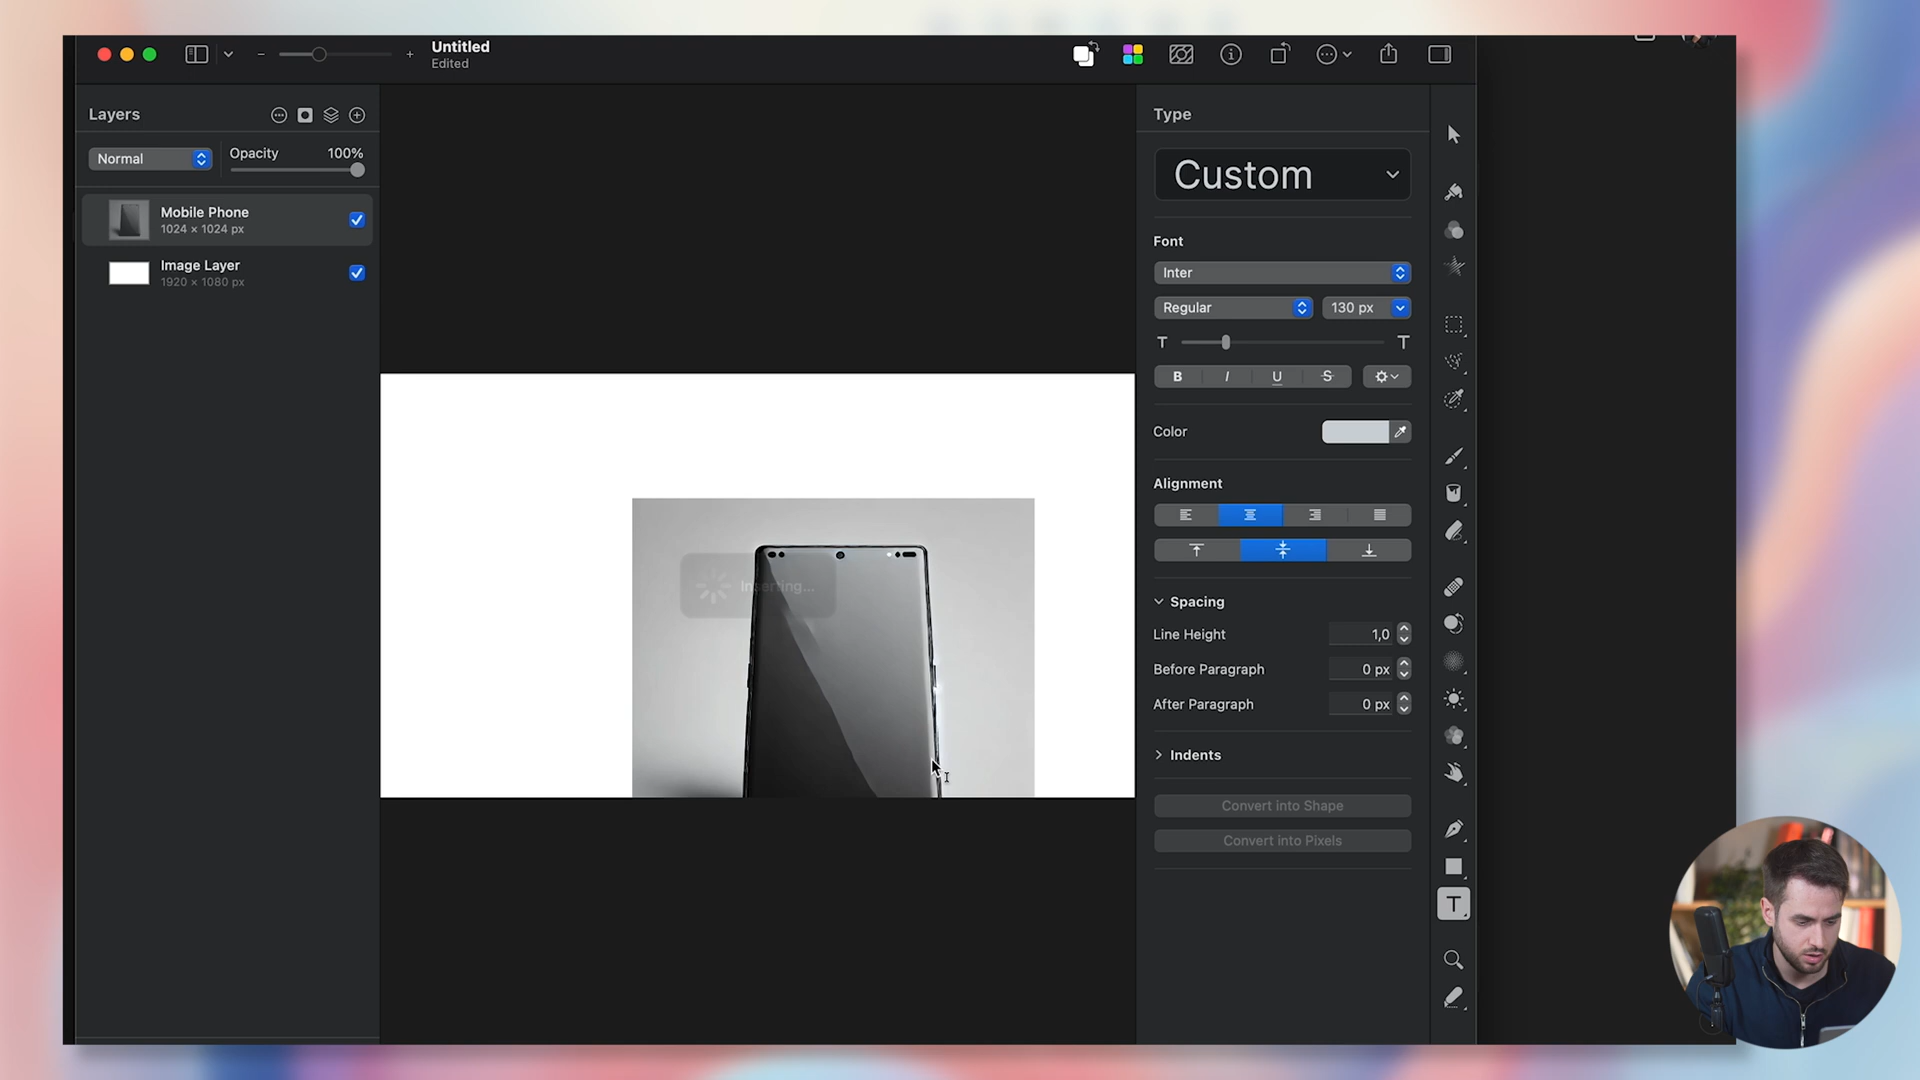 Untitled
Edited
Layers
Normal
Opacity 100%
Mobile Phone
1024 × 1024 px
Image Layer
1920 × 1080 px
Inserting...
Type
Custom
Font
Inter
Regular
130 px
T T
B I U S
Color
Alignment
Spacing
Line Height 1,0
Before Paragraph 0 px
After Paragraph 0 px
Indents
Convert into Shape
Convert into Pixels
T